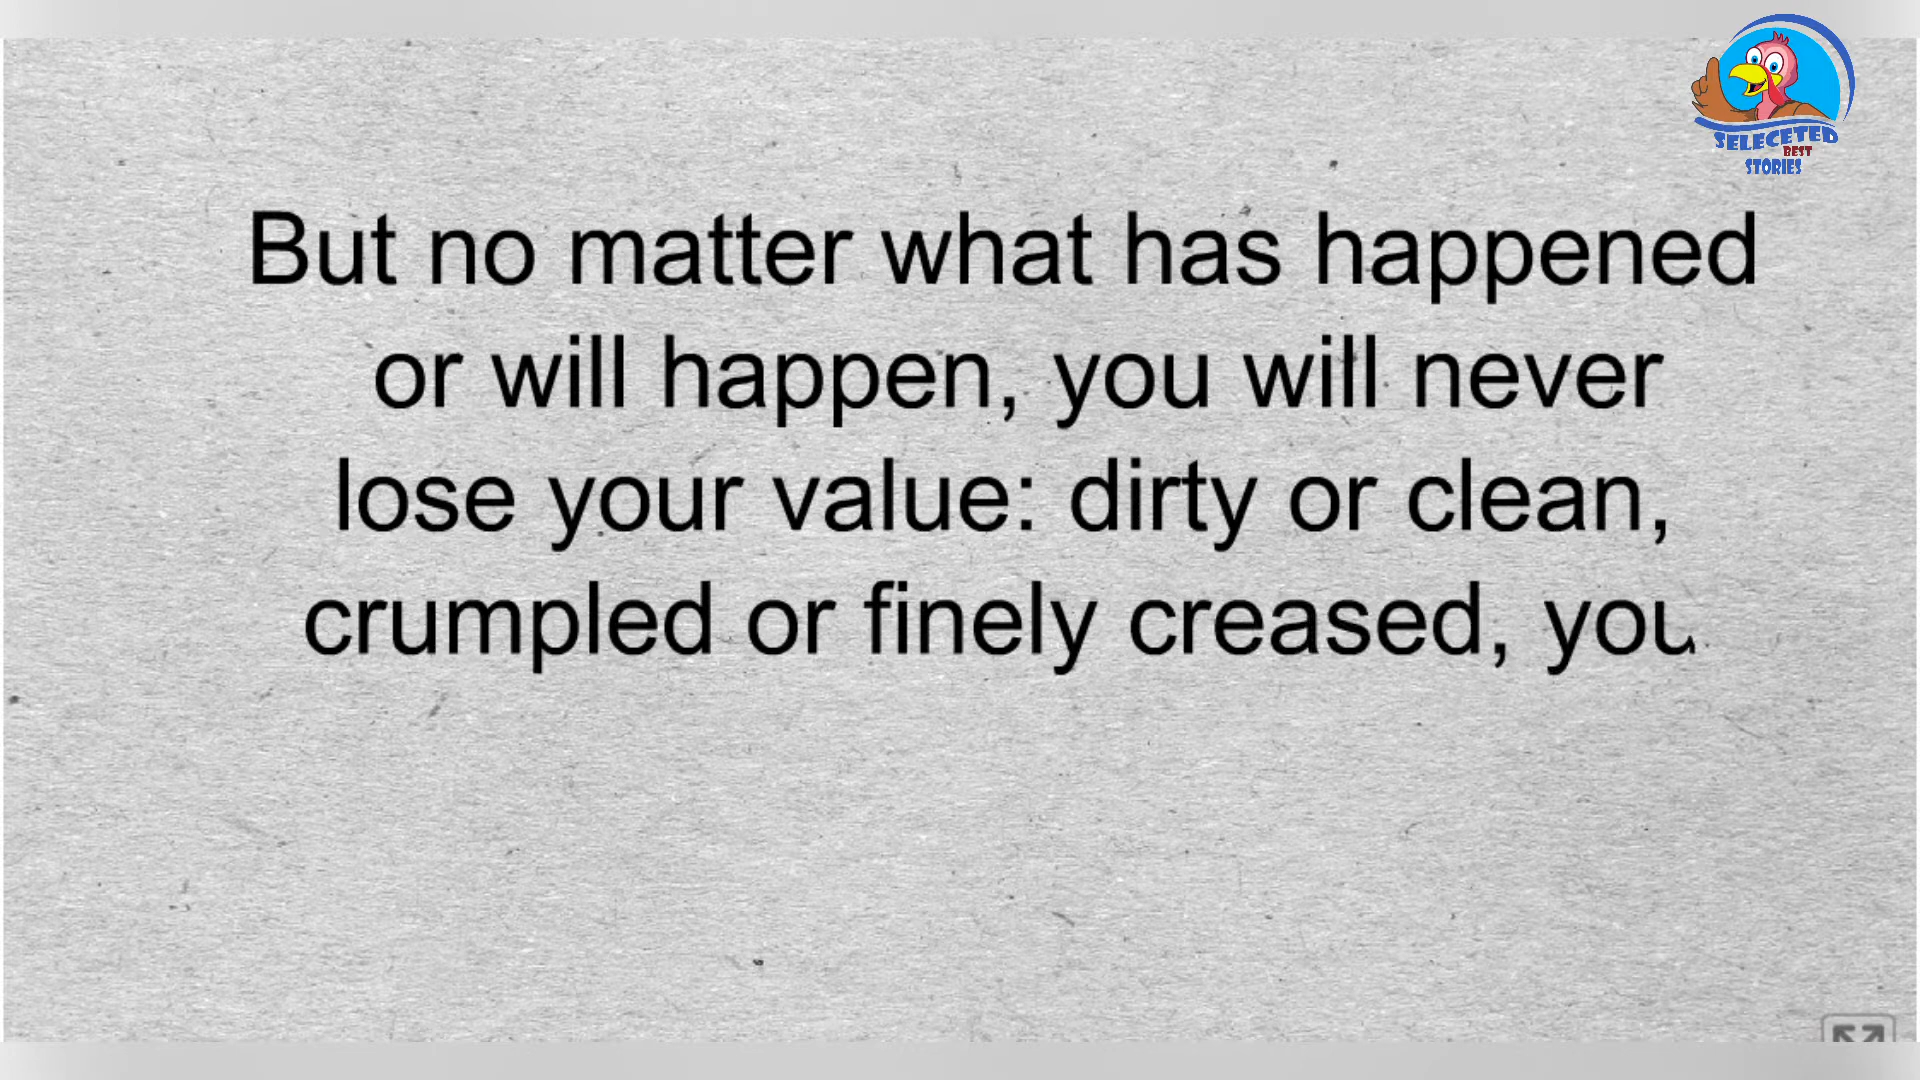 SELECETED
BEST
STORIES
But no matter what has happened
or will happen, you will never
lose your value: dirty or clean,
crumpled or finely creased, you